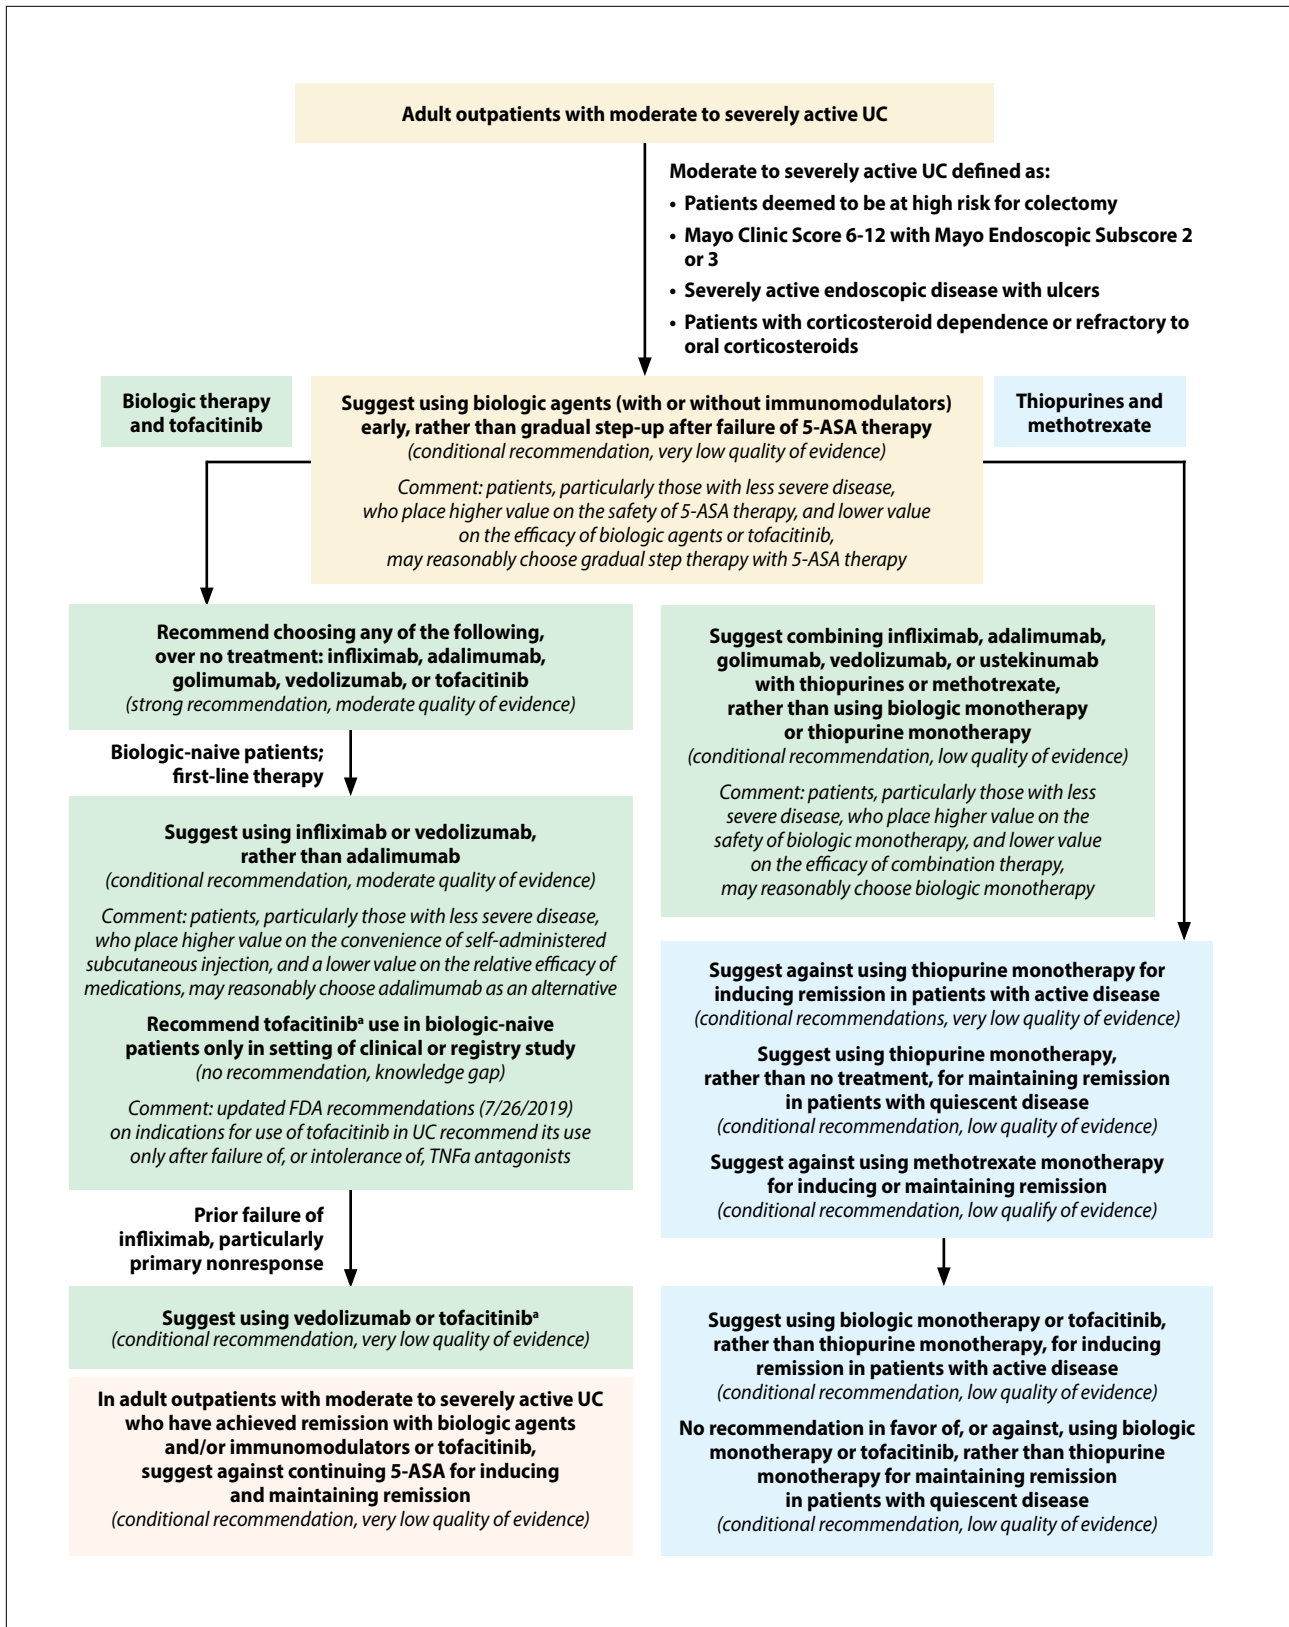 Adult outpatients with moderate to severely active UC
Moderate to severely active UC defined as:
• Patients deemed to be at high risk for colectomy
• Mayo Clinic Score 6-12 with Mayo Endoscopic Subscore 2
or 3
• Severely active endoscopic disease with ulcers
• Patients with corticosteroid dependence or refractory to
oral corticosteroids
Biologic therapy
and tofacitinib
Suggest using biologic agents (with or without immunomodulators)
early, rather than gradual step-up after failure of 5-ASA therapy
(conditional recommendation, very low quality of evidence)
Comment: patients, particularly those with less severe disease,
who place higher value on the safety of 5-ASA therapy, and lower value
on the efficacy of biologic agents or tofacitinib,
may reasonably choose gradual step therapy with 5-ASA therapy
Thiopurines and
methotrexate
Recommend choosing any of the following,
over no treatment: infliximab, adalimumab,
golimumab, vedolizumab, or tofacitinib
(strong recommendation, moderate quality of evidence)
Biologic-naive patients;
first-line therapy
Suggest using infliximab or vedolizumab,
rather than adalimumab
(conditional recommendation, moderate quality of evidence)
Comment: patients, particularly those with less severe disease,
who place higher value on the convenience of self-administered
subcutaneous injection, and a lower value on the relative efficacy of
medications, may reasonably choose adalimumab as an alternative
Recommend tofacitinibª use in biologic-naive
patients only in setting of clinical or registry study
(no recommendation, knowledge gap)
Comment: updated FDA recommendations (7/26/2019)
on indications for use of tofacitinib in UC recommend its use
only after failure of, or intolerance of, TNFa antagonists
Prior failure of
infliximab, particularly
primary nonresponse
Suggest using vedolizumab or tofacitinibª
(conditional recommendation, very low quality of evidence)
In adult outpatients with moderate to severely active UC
who have achieved remission with biologic agents
and/or immunomodulators or tofacitinib,
suggest against continuing 5-ASA for inducing
and maintaining remission
(conditional recommendation, very low quality of evidence)
Suggest combining infliximab, adalimumab,
golimumab, vedolizumab, or ustekinumab
with thiopurines or methotrexate,
rather than using biologic monotherapy
or thiopurine monotherapy
(conditional recommendation, low quality of evidence)
Comment: patients, particularly those with less
severe disease, who place higher value on the
safety of biologic monotherapy, and lower value
on the efficacy of combination therapy,
may reasonably choose biologic monotherapy
Suggest against using thiopurine monotherapy for
inducing remission in patients with active disease
(conditional recommendations, very low quality of evidence)
Suggest using thiopurine monotherapy,
rather than no treatment, for maintaining remission
in patients with quiescent disease
(conditional recommendation, low quality of evidence)
Suggest against using methotrexate monotherapy
for inducing or maintaining remission
(conditional recommendation, low qualify of evidence)
Suggest using biologic monotherapy or tofacitinib,
rather than thiopurine monotherapy, for inducing
remission in patients with active disease
(conditional recommendation, low quality of evidence)
No recommendation in favor of, or against, using biologic
monotherapy or tofacitinib, rather than thiopurine
monotherapy for maintaining remission
in patients with quiescent disease
(conditional recommendation, low quality of evidence)